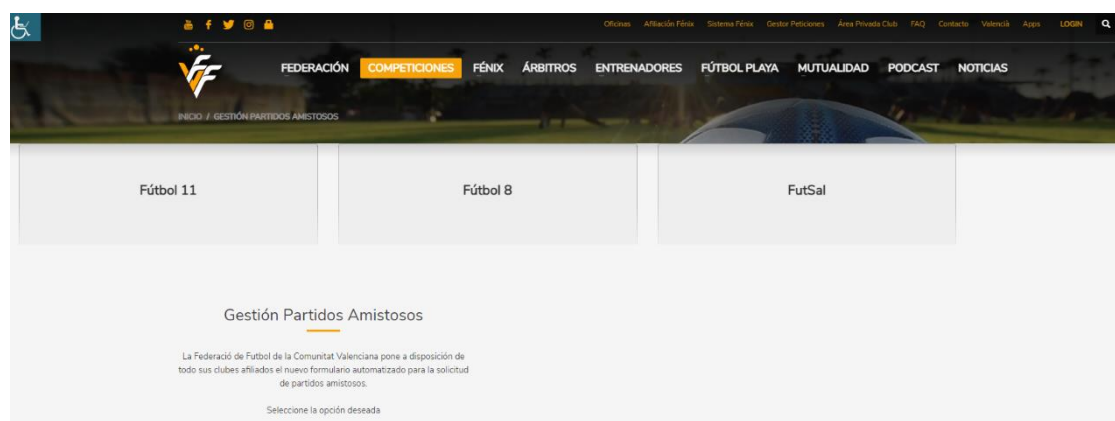 Oficinas Afiliación Fénix Sistema Fénix Gestor Peticiones Área Privada Club FAQ Contacto Valencià Apps LOGIN
FEDERACIÓN COMPETICIONES FÉNIX ÁRBITROS ENTRENADORES FÚTBOL PLAYA MUTUALIDAD PODCAST NOTICIAS
INICIO / GESTIÓN PARTIDOS AMISTOSOS
Fútbol 11 Fútbol 8 FutSal
Gestión Partidos Amistosos
La Federació de Futbol de la Comunitat Valenciana pone a disposición de
todo sus clubes afiliados el nuevo formulario automatizado para la solicitud
de partidos amistosos.
Seleccione la opción deseada